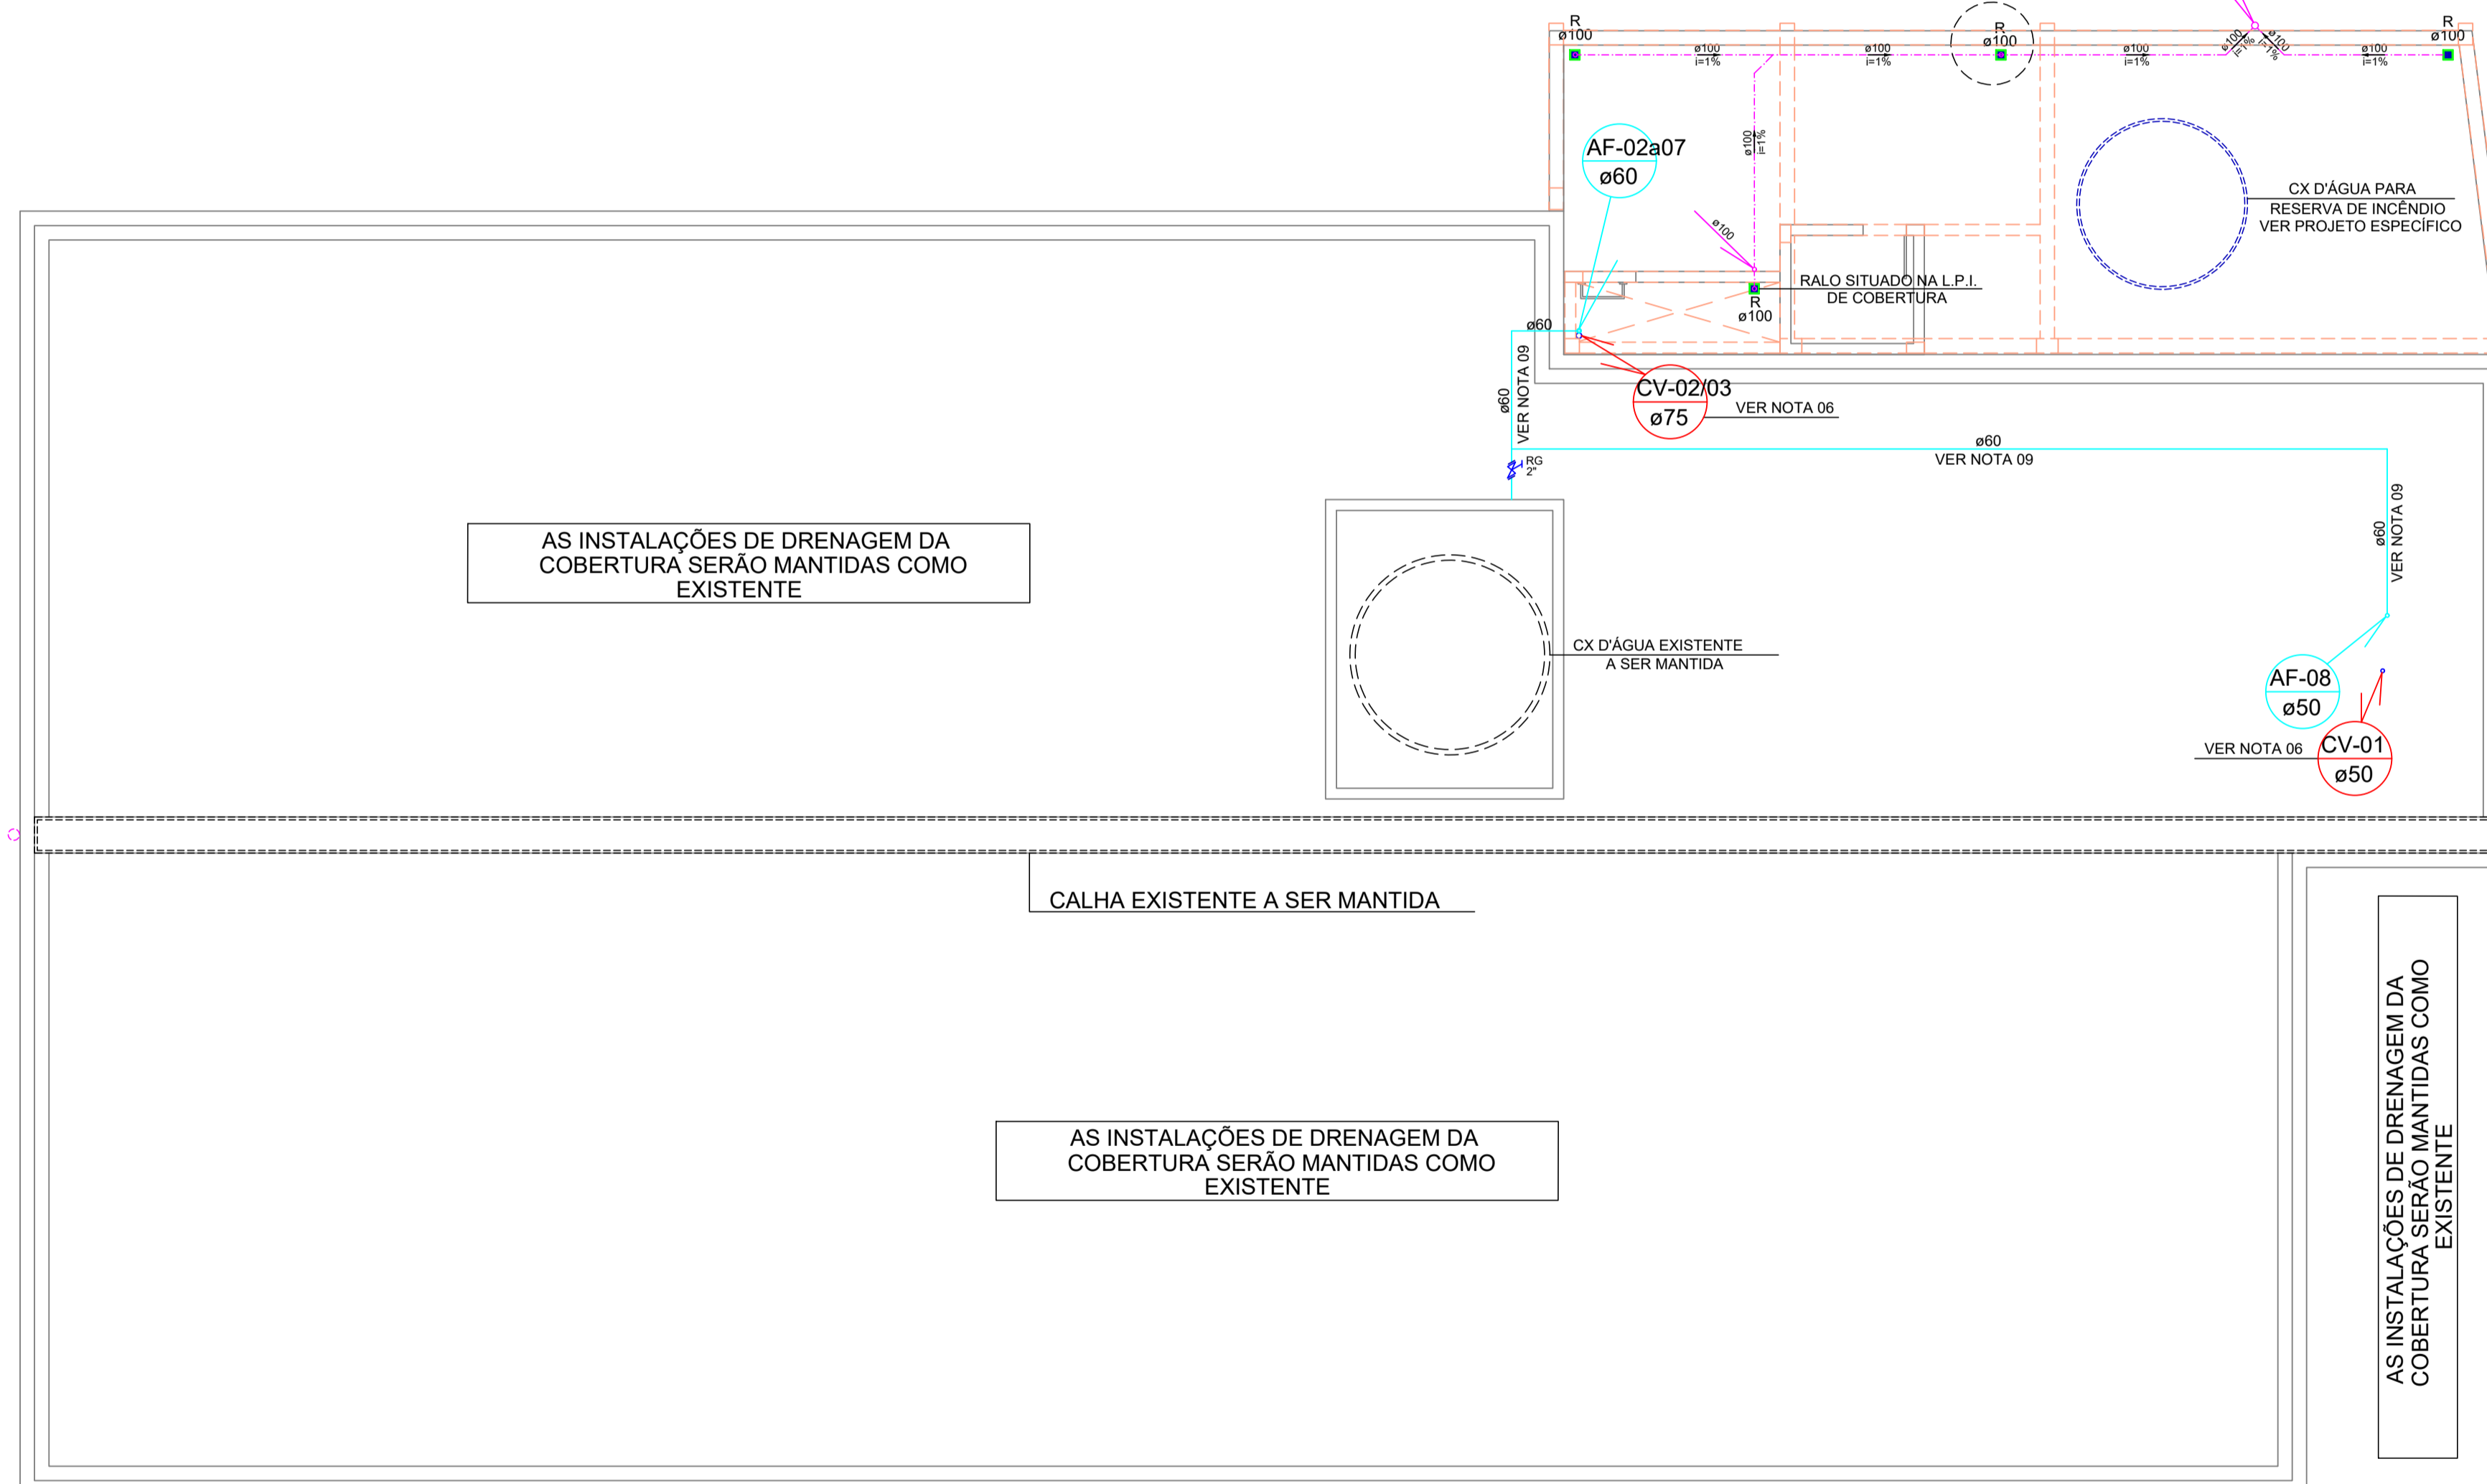 R
ø100
R
ø100
R
ø100
ø100
i=1%
ø100
i=1%
ø100
i=1%
ø100
i=1%
ø100
i=1%
ø100
i=1%
ø100
i=1%
AF-02a07
ø60
CX D'ÁGUA PARA
RESERVA DE INCÊNDIO
VER PROJETO ESPECÍFICO
ø100
RALO SITUADO NA L.P.I.
DE COBERTURA
R
ø100
ø60
ø60
VER NOTA 09
CV-02/03
ø75
VER NOTA 06
ø60
VER NOTA 09
RG
2"
ø60
VER NOTA 09
AS INSTALAÇÕES DE DRENAGEM DA
COBERTURA SERÃO MANTIDAS COMO
EXISTENTE
CX D'ÁGUA EXISTENTE
A SER MANTIDA
AF-08
ø50
VER NOTA 06
CV-01
ø50
CALHA EXISTENTE A SER MANTIDA
AS INSTALAÇÕES DE DRENAGEM DA
COBERTURA SERÃO MANTIDAS COMO
EXISTENTE
AS INSTALAÇÕES DE DRENAGEM DA
COBERTURA SERÃO MANTIDAS COMO
EXISTENTE